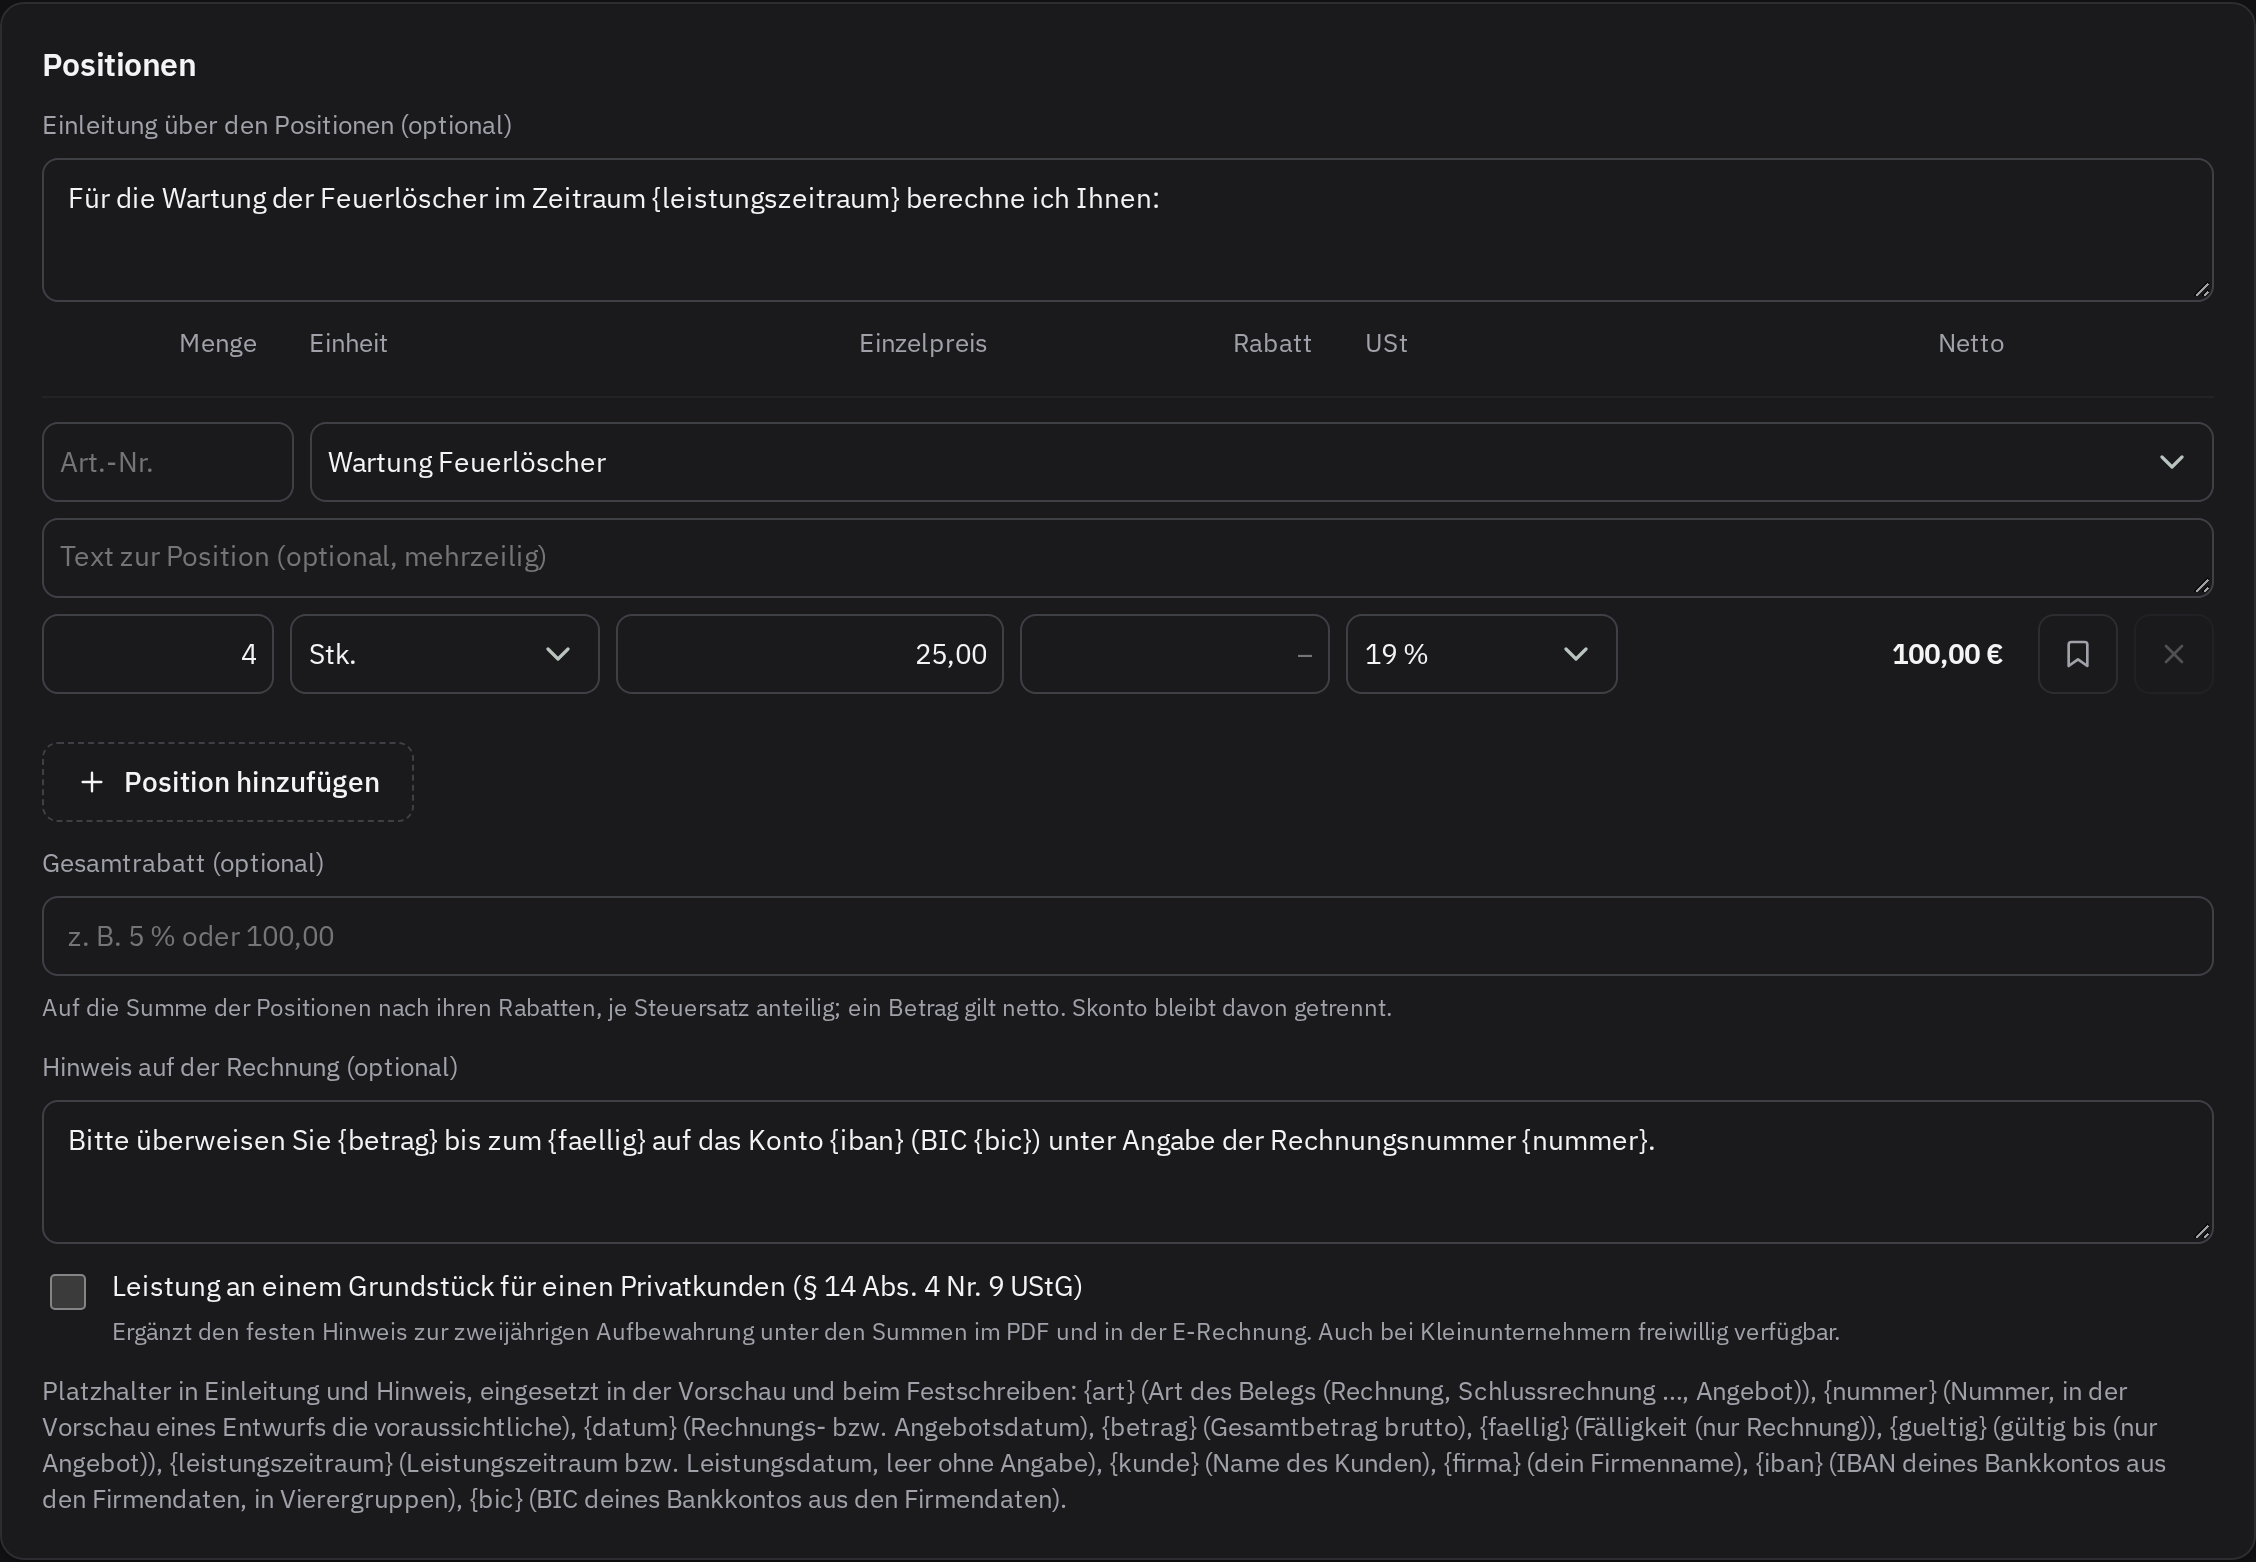 Positionen
Einleitung über den Positionen (optional)
Für die Wartung der Feuerlöscher im Zeitraum {leistungszeitraum} berechne ich Ihnen:
Menge Einheit Einzelpreis Rabatt USt Netto
Art.-Nr. Wartung Feuerlöscher
Text zur Position (optional, mehrzeilig)
4 Stk. 25,00 – 19 % 100,00 €
+ Position hinzufügen
Gesamtrabatt (optional)
z. B. 5 % oder 100,00
Auf die Summe der Positionen nach ihren Rabatten, je Steuersatz anteilig; ein Betrag gilt netto. Skonto bleibt davon getrennt.
Hinweis auf der Rechnung (optional)
Bitte überweisen Sie {betrag} bis zum {faellig} auf das Konto {iban} (BIC {bic}) unter Angabe der Rechnungsnummer {nummer}.
Leistung an einem Grundstück für einen Privatkunden (§ 14 Abs. 4 Nr. 9 UStG)
Ergänzt den festen Hinweis zur zweijährigen Aufbewahrung unter den Summen im PDF und in der E-Rechnung. Auch bei Kleinunternehmern freiwillig verfügbar.
Platzhalter in Einleitung und Hinweis, eingesetzt in der Vorschau und beim Festschreiben: {art} (Art des Belegs (Rechnung, Schlussrechnung ..., Angebot)), {nummer} (Nummer, in der
Vorschau eines Entwurfs die voraussichtliche), {datum} (Rechnungs- bzw. Angebotsdatum), {betrag} (Gesamtbetrag brutto), {faellig} (Fälligkeit (nur Rechnung)), {gueltig} (gültig bis (nur
Angebot)), {leistungszeitraum} (Leistungszeitraum bzw. Leistungsdatum, leer ohne Angabe), {kunde} (Name des Kunden), {firma} (dein Firmenname), {iban} (IBAN deines Bankkontos aus
den Firmendaten, in Vierergruppen), {bic} (BIC deines Bankkontos aus den Firmendaten).